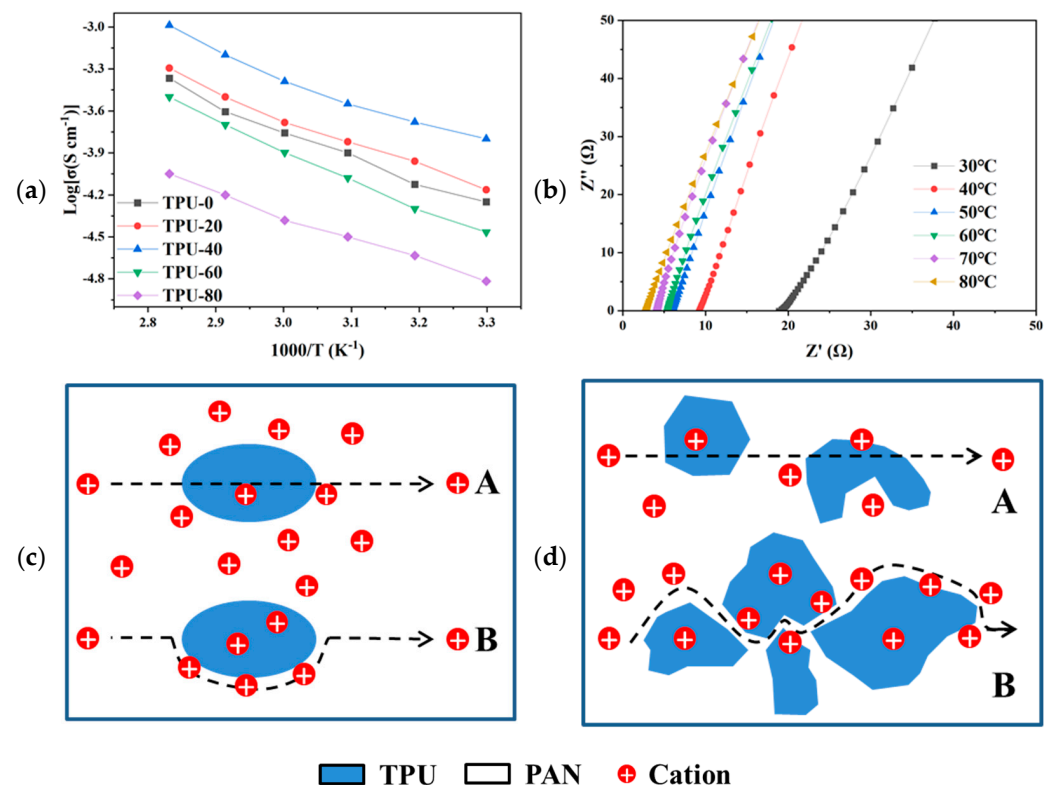 (a)
Log[σ(S cm⁻¹)]
-3.0
-3.3
-3.6
-3.9
-4.2
-4.5
-4.8
TPU-0
TPU-20
TPU-40
TPU-60
TPU-80
2.8 2.9 3.0 3.1 3.2 3.3
1000/T (K⁻¹)
(b)
Z'' (Ω)
50
40
30
20
10
0
30°C
40°C
50°C
60°C
70°C
80°C
0 10 20 30 40 50
Z' (Ω)
(c)
A
B
(d)
A
B
TPU PAN Cation